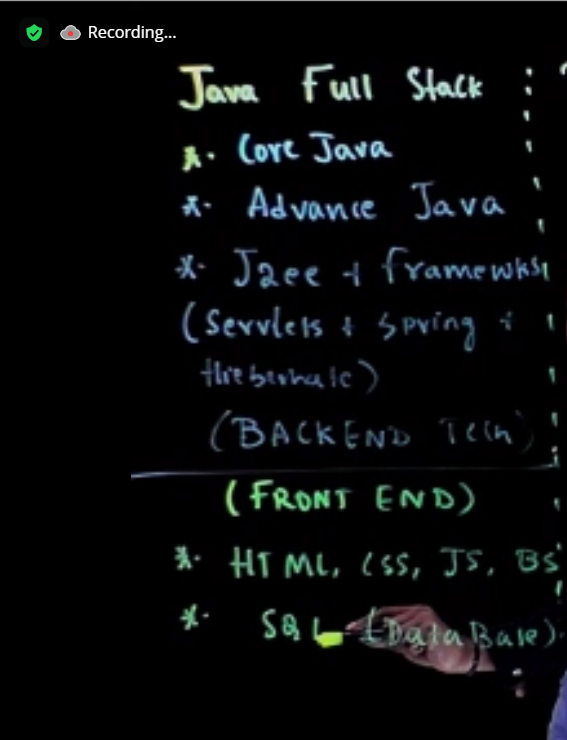 Recording...
Java Full Stack
*. Core Java
*. Advance Java
*. J2ee + framewks
(Servlets + Spring +
Hibernate)
(BACKEND Tech)
(FRONT END)
*. HTML, CSS, JS, BS
*. SQL (DataBase).